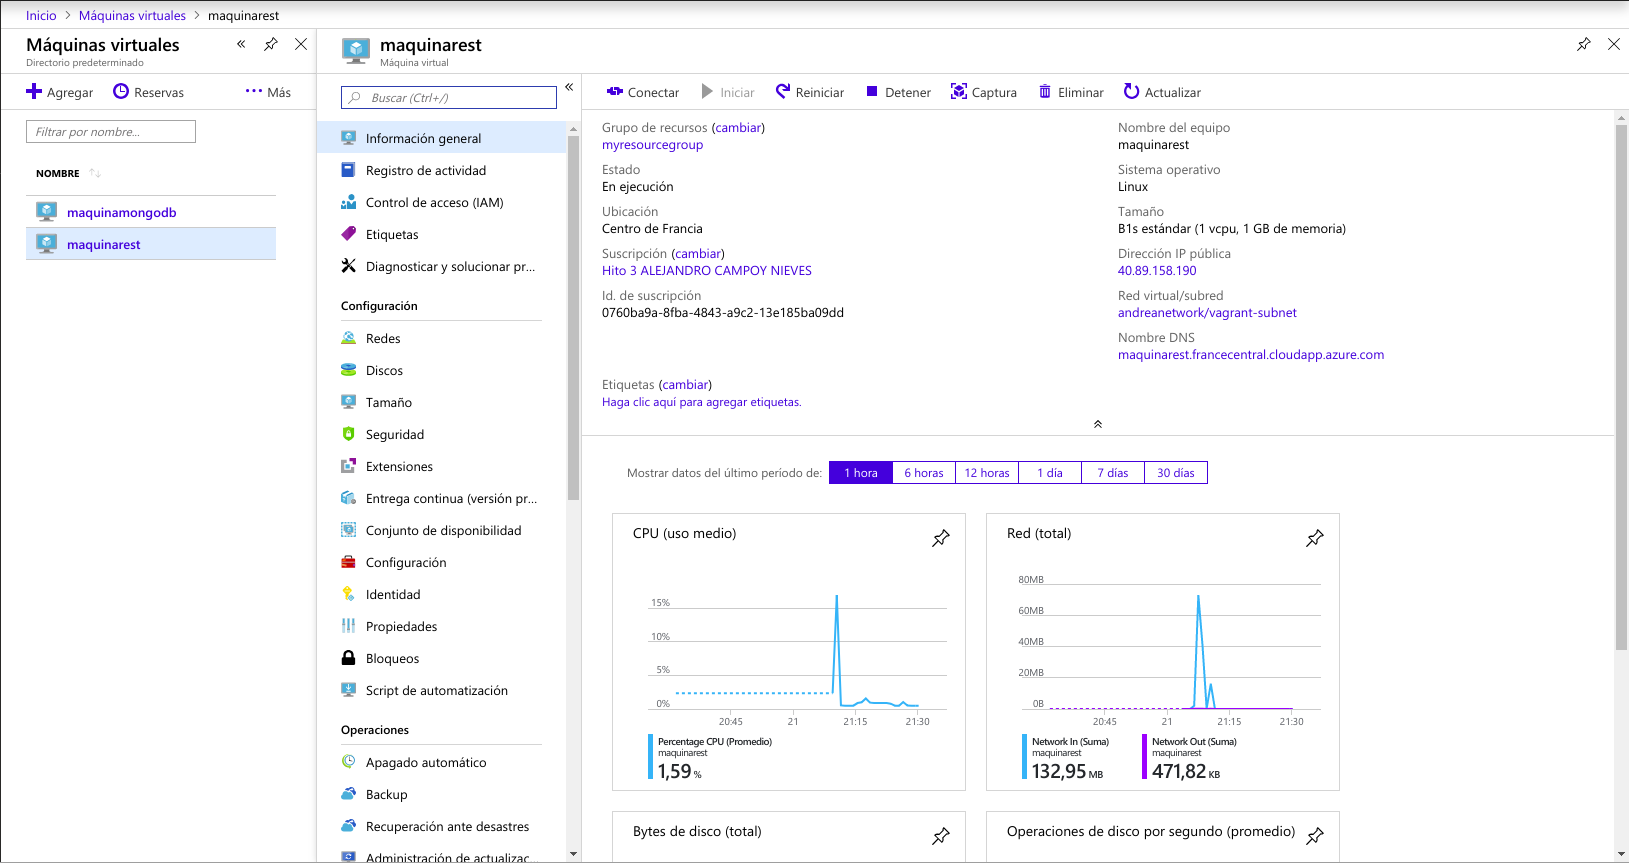 Inicio > Máquinas virtuales > maquinarest
Máquinas virtuales
Directorio predeterminado
Agregar
Reservas
Más
Filtrar por nombre...
NOMBRE
maquinamongodb
maquinarest
maquinarest
Máquina virtual
Buscar (Ctrl+/)
Información general
Registro de actividad
Control de acceso (IAM)
Etiquetas
Diagnosticar y solucionar pr...
Configuración
Redes
Discos
Tamaño
Seguridad
Extensiones
Entrega continua (versión pr...
Conjunto de disponibilidad
Configuración
Identidad
Propiedades
Bloqueos
Script de automatización
Operaciones
Apagado automático
Backup
Recuperación ante desastres
Administración de actualizac...
Conectar
Iniciar
Reiniciar
Detener
Captura
Eliminar
Actualizar
Grupo de recursos (cambiar)
myresourcegroup
Estado
En ejecución
Ubicación
Centro de Francia
Suscripción (cambiar)
Hito 3 ALEJANDRO CAMPOY NIEVES
Id. de suscripción
0760ba9a-8fba-4843-a9c2-13e185ba09dd
Nombre del equipo
maquinarest
Sistema operativo
Linux
Tamaño
B1s estándar (1 vcpu, 1 GB de memoria)
Dirección IP pública
40.89.158.190
Red virtual/subred
andreanetwork/vagrant-subnet
Nombre DNS
maquinarest.francecentral.cloudapp.azure.com
Etiquetas (cambiar)
Haga clic aquí para agregar etiquetas.
Mostrar datos del último período de:
1 hora
6 horas
12 horas
1 día
7 días
30 días
CPU (uso medio)
15%
10%
5%
0%
20:45
21
21:15
21:30
Percentage CPU (Promedio)
maquinarest
1,59 %
Red (total)
80MB
60MB
40MB
20MB
0B
20:45
21
21:15
21:30
Network In (Suma)
maquinarest
132,95 MB
Network Out (Suma)
maquinarest
471,82 KB
Bytes de disco (total)
Operaciones de disco por segundo (promedio)